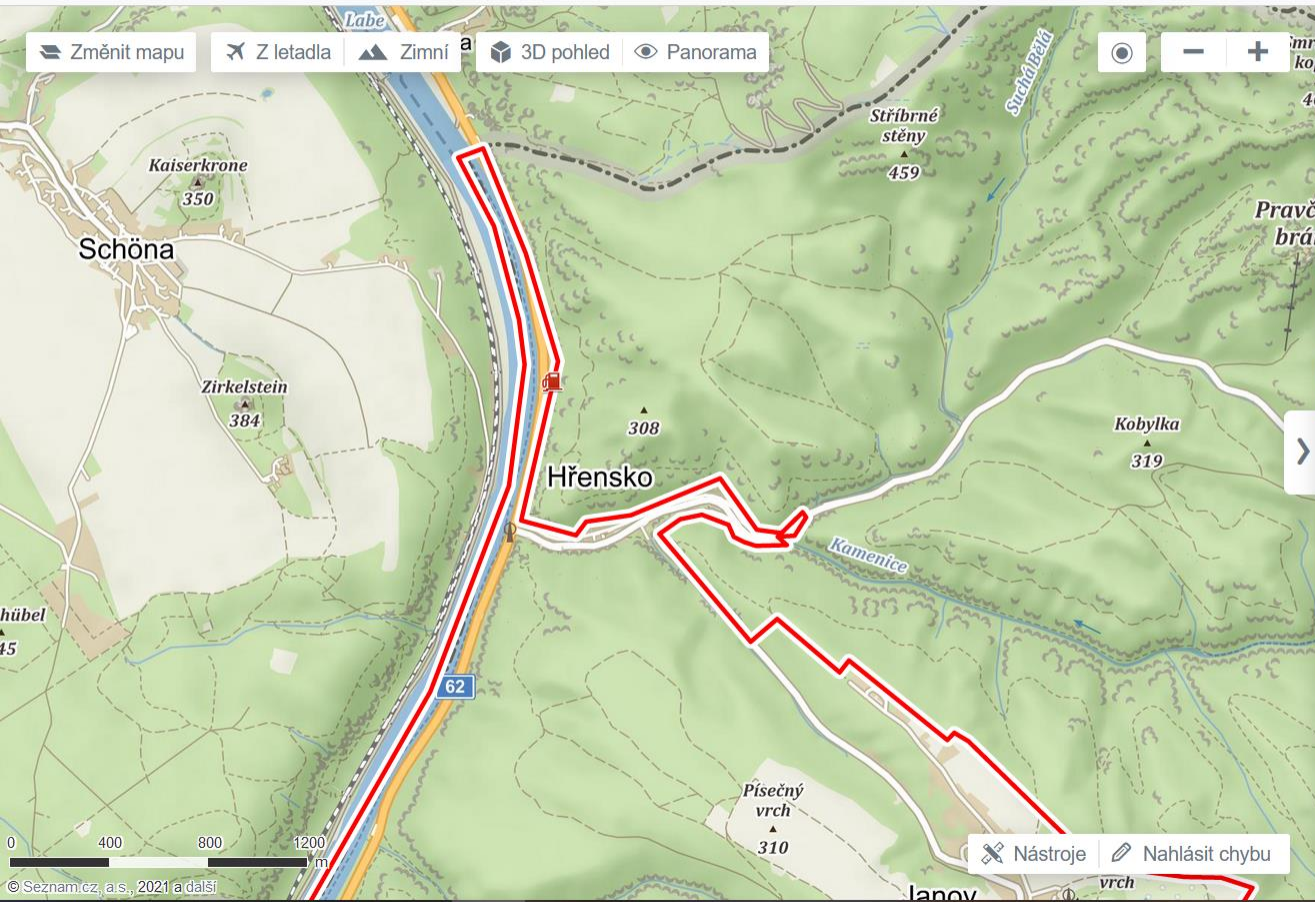 Labe
Změnit mapu
Z letadla
Zimní
3D pohled
Panorama
Suchá Bělá
Stříbrné
stěny
459
Kaiserkrone
350
Schöna
Pravč
brá
Zirkelstein
384
308
Kobylka
319
Hřensko
Kamenice
hübel
45
62
Písečný
vrch
310
0 400 800 1200
m
Nástroje
Nahlásit chybu
vrch
Janov
© Seznam.cz, a.s., 2021 a další